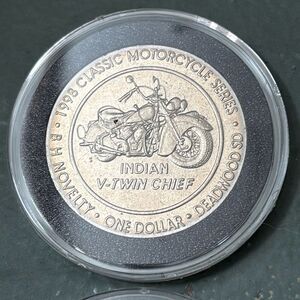 · 1998 CLASSIC MOTORCYCLE SERIES ·
INDIAN
V-TWIN CHIEF
B H NOVELTY · ONE DOLLAR · DEADWOOD SD